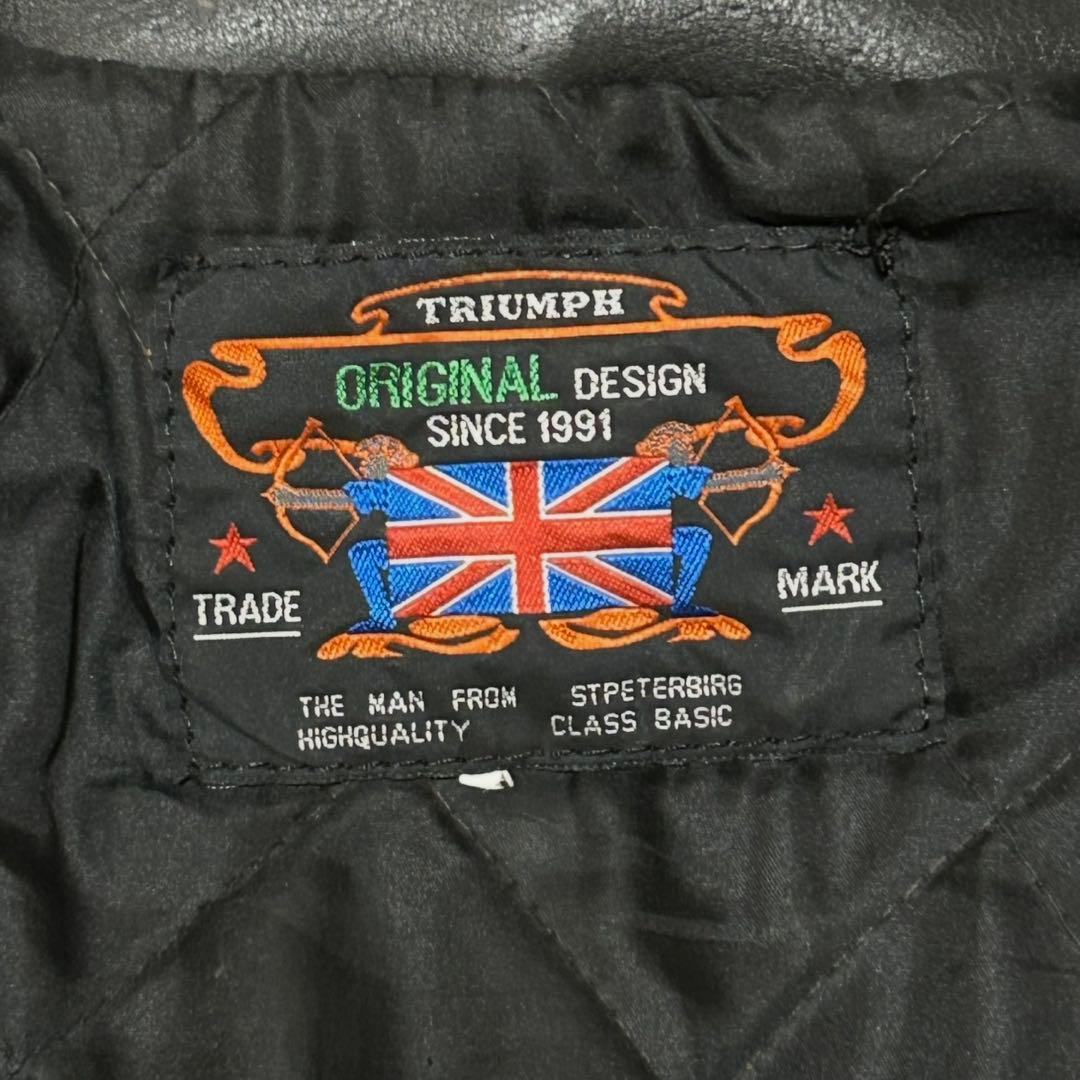 TRIUMPH
ORIGINAL DESIGN
SINCE 1991
TRADE MARK
THE MAN FROM STPETERBIRG
HIGHQUALITY CLASS BASIC